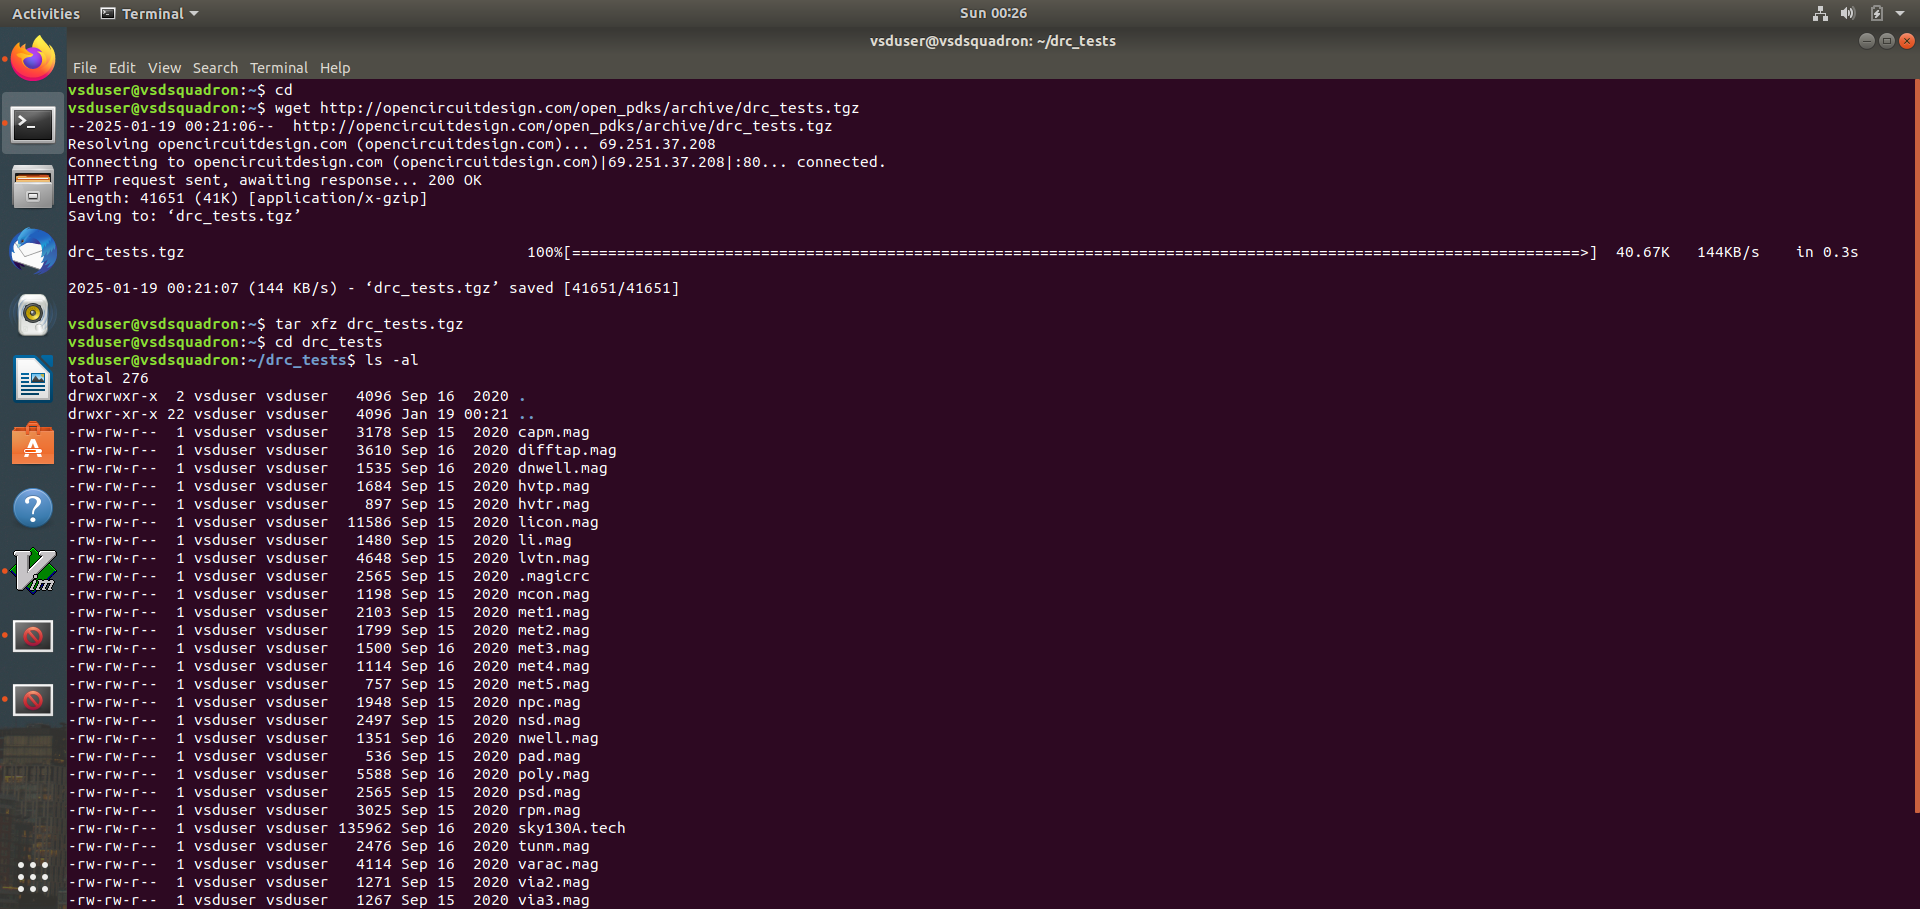 Activities Terminal Sun 00:26
vsduser@vsdsquadron: ~/drc_tests
File Edit View Search Terminal Help
vsduser@vsdsquadron:~$ cd
vsduser@vsdsquadron:~$ wget http://opencircuitdesign.com/open_pdks/archive/drc_tests.tgz
--2025-01-19 00:21:06--  http://opencircuitdesign.com/open_pdks/archive/drc_tests.tgz
Resolving opencircuitdesign.com (opencircuitdesign.com)... 69.251.37.208
Connecting to opencircuitdesign.com (opencircuitdesign.com)|69.251.37.208|:80... connected.
HTTP request sent, awaiting response... 200 OK
Length: 41651 (41K) [application/x-gzip]
Saving to: ‘drc_tests.tgz’
drc_tests.tgz 100%[================================================================================================================>] 40.67K 144KB/s in 0.3s
2025-01-19 00:21:07 (144 KB/s) - ‘drc_tests.tgz’ saved [41651/41651]
vsduser@vsdsquadron:~$ tar xfz drc_tests.tgz
vsduser@vsdsquadron:~$ cd drc_tests
vsduser@vsdsquadron:~/drc_tests$ ls -al
total 276
drwxrwxr-x  2 vsduser vsduser   4096 Sep 16  2020 .
drwxr-xr-x 22 vsduser vsduser   4096 Jan 19 00:21 ..
-rw-rw-r--  1 vsduser vsduser   3178 Sep 15  2020 capm.mag
-rw-rw-r--  1 vsduser vsduser   3610 Sep 16  2020 difftap.mag
-rw-rw-r--  1 vsduser vsduser   1535 Sep 16  2020 dnwell.mag
-rw-rw-r--  1 vsduser vsduser   1684 Sep 15  2020 hvtp.mag
-rw-rw-r--  1 vsduser vsduser    897 Sep 15  2020 hvtr.mag
-rw-rw-r--  1 vsduser vsduser  11586 Sep 15  2020 licon.mag
-rw-rw-r--  1 vsduser vsduser   1480 Sep 15  2020 li.mag
-rw-rw-r--  1 vsduser vsduser   4648 Sep 15  2020 lvtn.mag
-rw-rw-r--  1 vsduser vsduser   2565 Sep 15  2020 .magicrc
-rw-rw-r--  1 vsduser vsduser   1198 Sep 15  2020 mcon.mag
-rw-rw-r--  1 vsduser vsduser   2103 Sep 15  2020 met1.mag
-rw-rw-r--  1 vsduser vsduser   1799 Sep 15  2020 met2.mag
-rw-rw-r--  1 vsduser vsduser   1500 Sep 16  2020 met3.mag
-rw-rw-r--  1 vsduser vsduser   1114 Sep 15  2020 met4.mag
-rw-rw-r--  1 vsduser vsduser    757 Sep 15  2020 met5.mag
-rw-rw-r--  1 vsduser vsduser   1948 Sep 15  2020 npc.mag
-rw-rw-r--  1 vsduser vsduser   2497 Sep 15  2020 nsd.mag
-rw-rw-r--  1 vsduser vsduser   1351 Sep 16  2020 nwell.mag
-rw-rw-r--  1 vsduser vsduser    536 Sep 15  2020 pad.mag
-rw-rw-r--  1 vsduser vsduser   5588 Sep 16  2020 poly.mag
-rw-rw-r--  1 vsduser vsduser   2565 Sep 15  2020 psd.mag
-rw-rw-r--  1 vsduser vsduser   3025 Sep 15  2020 rpm.mag
-rw-rw-r--  1 vsduser vsduser 135962 Sep 16  2020 sky130A.tech
-rw-rw-r--  1 vsduser vsduser   2476 Sep 16  2020 tunm.mag
-rw-rw-r--  1 vsduser vsduser   4114 Sep 16  2020 varac.mag
-rw-rw-r--  1 vsduser vsduser   1271 Sep 15  2020 via2.mag
-rw-rw-r--  1 vsduser vsduser   1267 Sep 15  2020 via3.mag